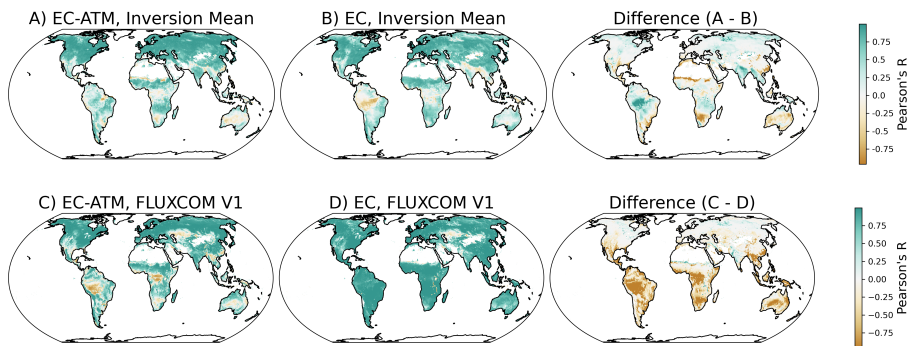 A) EC-ATM, Inversion Mean
B) EC, Inversion Mean
Difference (A - B)
0.75
0.50
0.25
0.0
-0.25
-0.50
-0.75
Pearson's R
C) EC-ATM, FLUXCOM V1
D) EC, FLUXCOM V1
Difference (C - D)
0.75
0.50
0.25
0.00
−0.25
−0.50
−0.75
Pearson's R